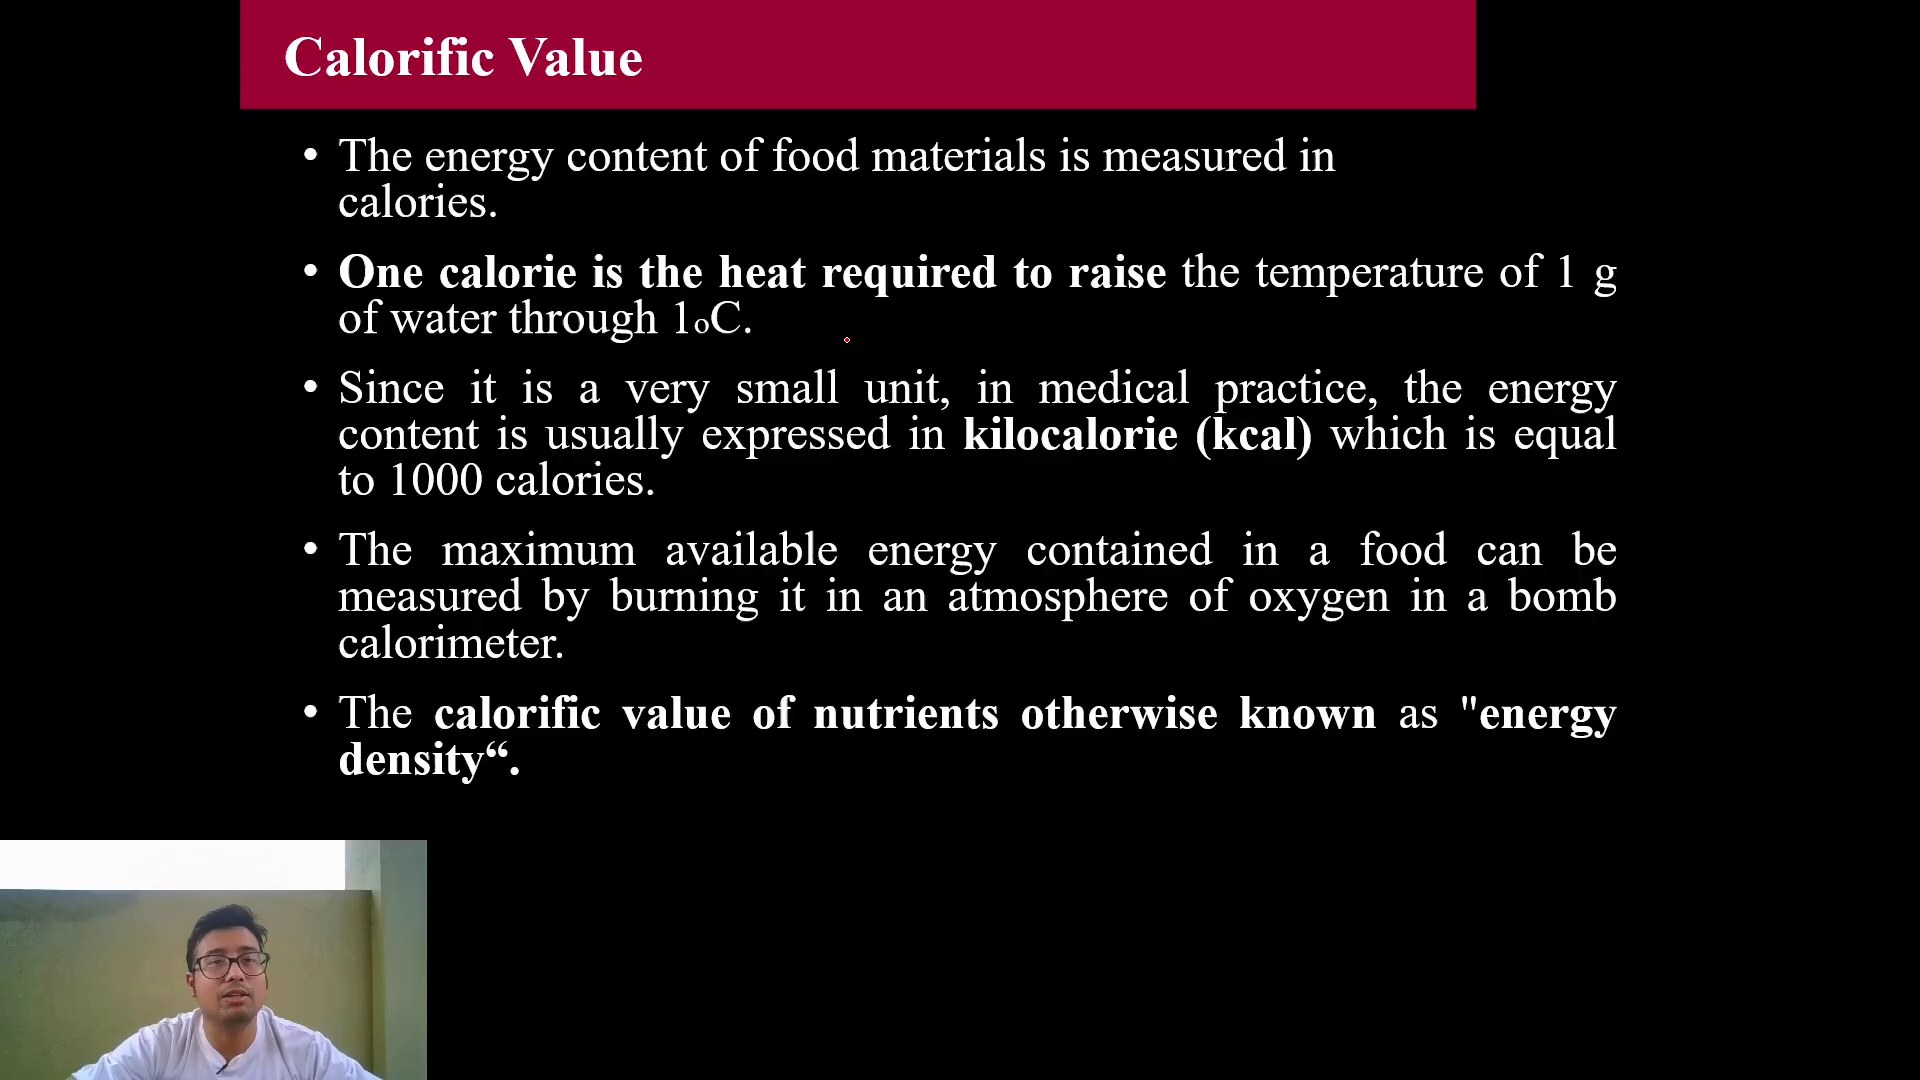 Calorific Value
• The energy content of food materials is measured in
calories.
• One calorie is the heat required to raise the temperature of 1 g
of water through 1oC.
• Since it is a very small unit, in medical practice, the energy
content is usually expressed in kilocalorie (kcal) which is equal
to 1000 calories.
• The maximum available energy contained in a food can be
measured by burning it in an atmosphere of oxygen in a bomb
calorimeter.
• The calorific value of nutrients otherwise known as "energy
density“.